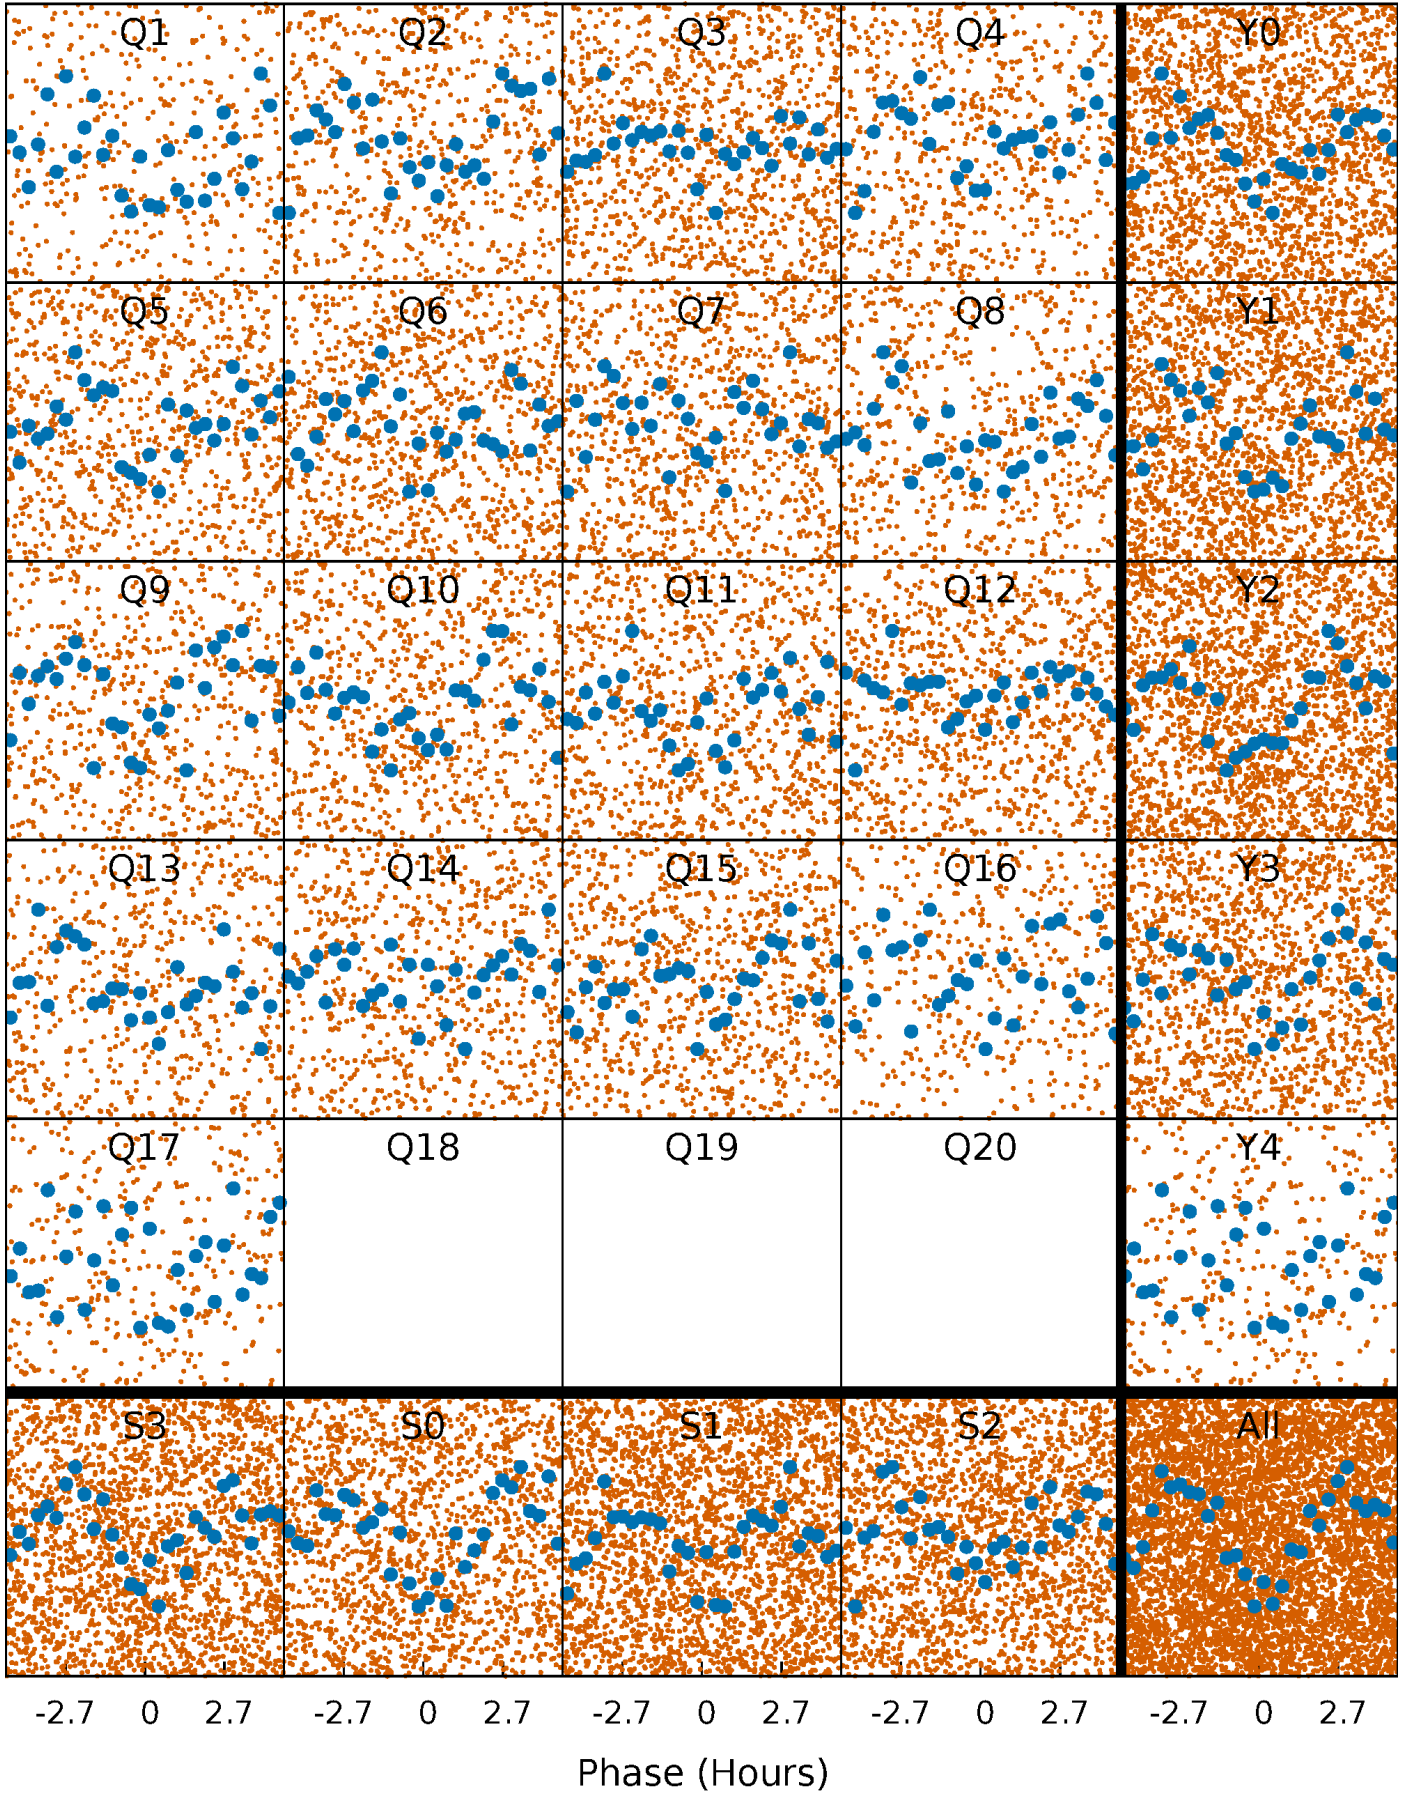 Q1 Q2 Q3 Q4 Y0
Q5 Q6 Q7 Q8 Y1
Q9 Q10 Q11 Q12 Y2
Q13 Q14 Q15 Q16 Y3
Q17 Q18 Q19 Q20 Y4
S3 S0 S1 S2 All
-2.7 0 2.7 -2.7 0 2.7 -2.7 0 2.7 -2.7 0 2.7 -2.7 0 2.7
Phase (Hours)